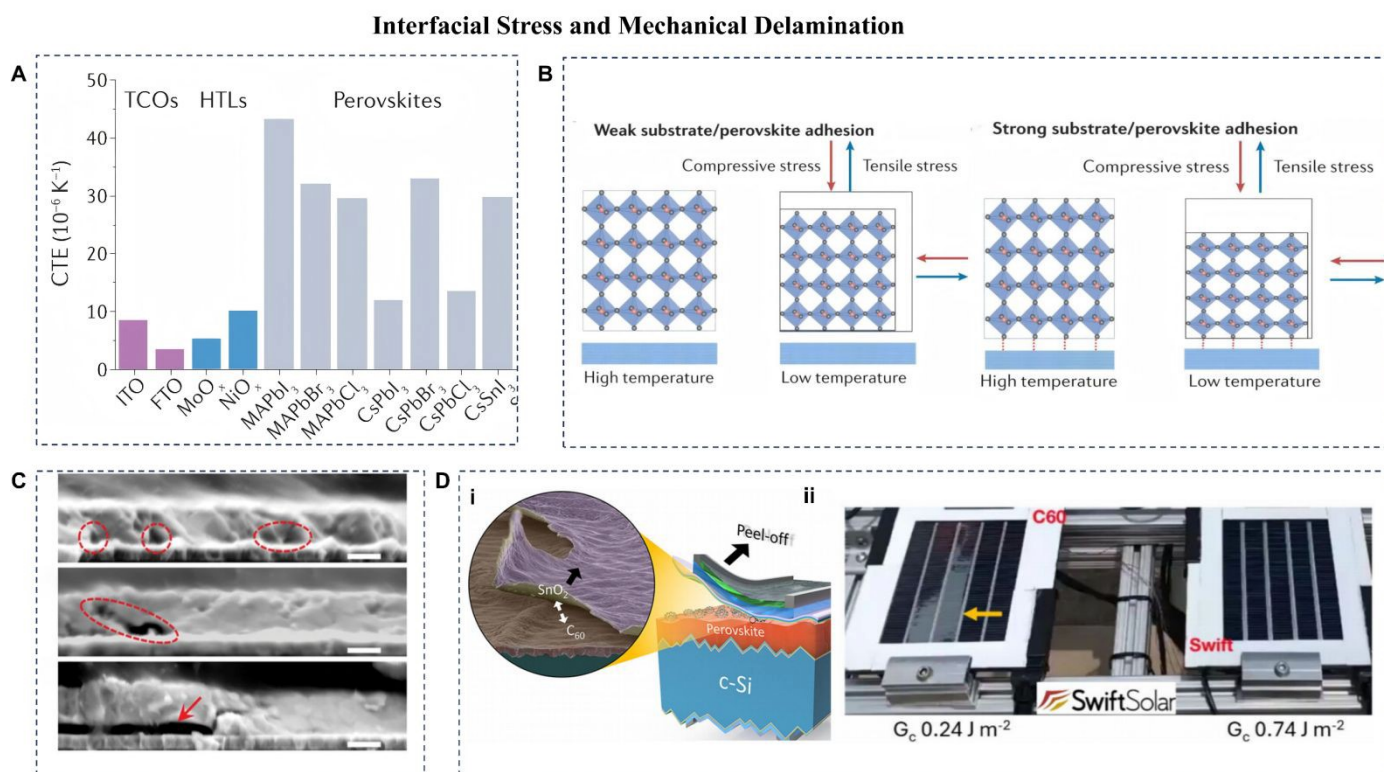 Interfacial Stress and Mechanical Delamination
A
50
40
30
20
10
0
CTE (10⁻⁶ K⁻¹)
TCOs HTLs Perovskites
ITO
FTO
MoOₓ
NiOₓ
MAPbI₃
MAPbBr₃
MAPbCl₃
CsPbI₃
CsPbBr₃
CsPbCl₃
CsSnI₃
B
Weak substrate/perovskite adhesion
Compressive stress
Tensile stress
High temperature
Low temperature
Strong substrate/perovskite adhesion
Compressive stress
Tensile stress
High temperature
Low temperature
C
D
i
SnO₂
C₆₀
Peel-off
Perovskite
c-Si
ii
C60
Swift
SwiftSolar
G꜀ 0.24 J m⁻²
G꜀ 0.74 J m⁻²